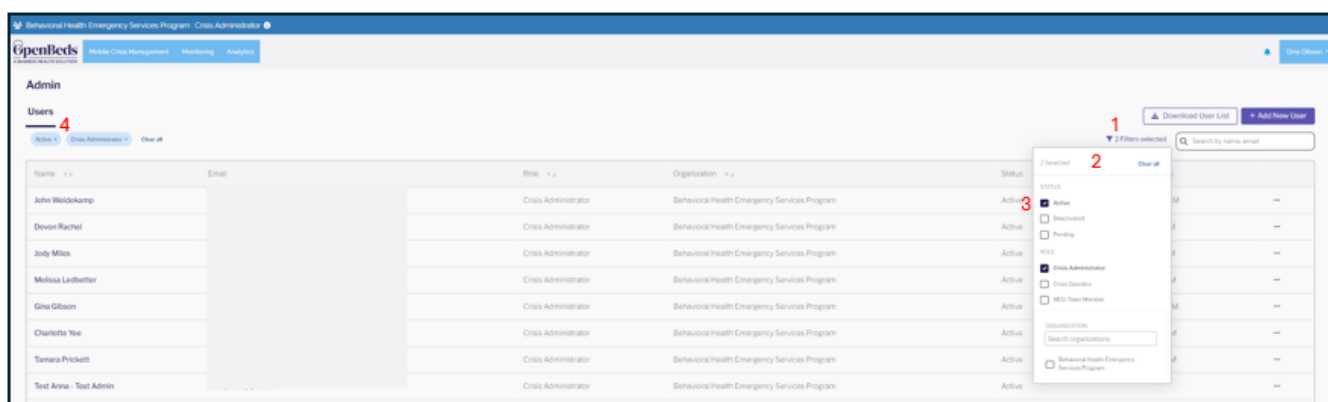 Behavioral Health Emergency Services Program : Crisis Administrator
OpenBeds Mobile Crisis Management Monitoring Analytics Gina Gibson
A BAMBOO HEALTH SOLUTION
Admin
Users
4
Download User List + Add New User
1
Active × Crisis Administrator × Clear all
2 Filters selected Search by name, email
2 Selected 2 Clear all
Name Email Role Organization Status
STATUS
John Weidekamp Crisis Administrator Behavioral Health Emergency Services Program Active M ...
3 Active
Deactivated
Devon Rachel Crisis Administrator Behavioral Health Emergency Services Program Active ...
Pending
ROLE
Jody Miles Crisis Administrator Behavioral Health Emergency Services Program Active ...
Crisis Administrator
Melissa Ledbetter Crisis Administrator Behavioral Health Emergency Services Program Active ...
Crisis Operator
MCU Team Member
Gina Gibson Crisis Administrator Behavioral Health Emergency Services Program Active M ...
ORGANIZATION
Charlotte Yee Crisis Administrator Behavioral Health Emergency Services Program Active ...
Search organizations
Tamara Prickett Crisis Administrator Behavioral Health Emergency Services Program Active ...
Behavioral Health Emergency
Services Program
Test Anna - Test Admin Crisis Administrator Behavioral Health Emergency Services Program Active ...